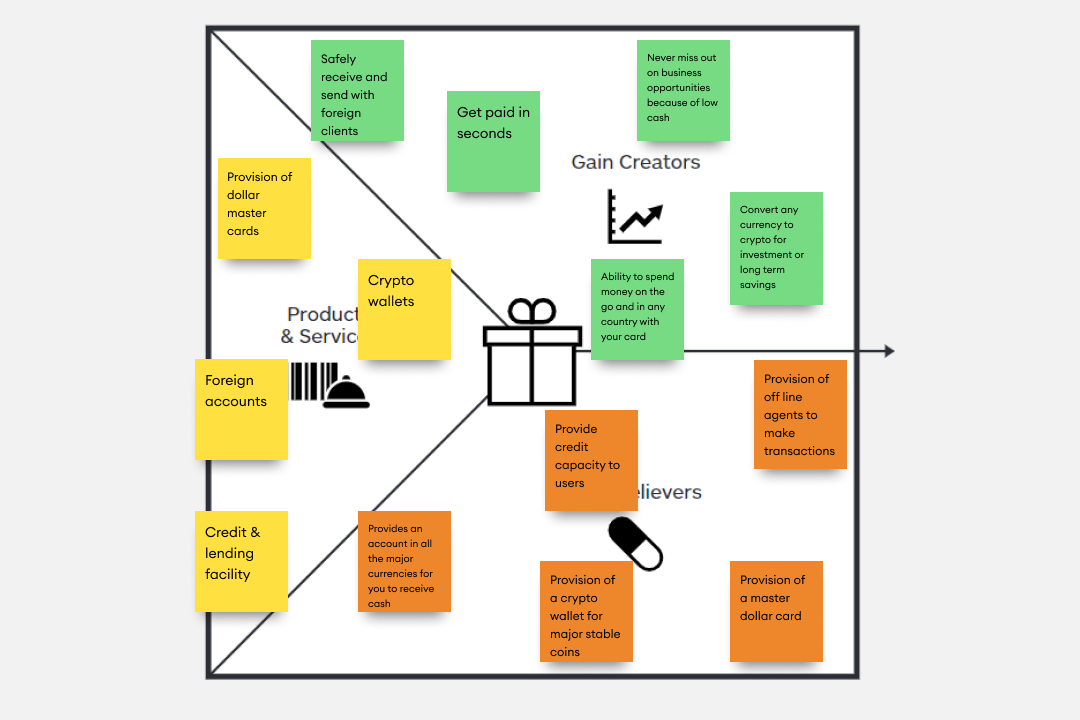 Safely
receive and
send with
foreign
clients
Get paid in
seconds
Never miss out
on business
opportunities
because of low
cash
Gain Creators
Provision of
dollar
master
cards
Convert any
currency to
crypto for
investment or
long term
savings
Crypto
wallets
Ability to spend
money on the
go and in any
country with
your card
Product
& Servic
Foreign
accounts
Provision of
off line
agents to
make
transactions
Provide
credit
capacity to
users
elievers
Credit &
lending
facility
Provides an
account in all
the major
currencies for
you to receive
cash
Provision of
a crypto
wallet for
major stable
coins
Provision of
a master
dollar card